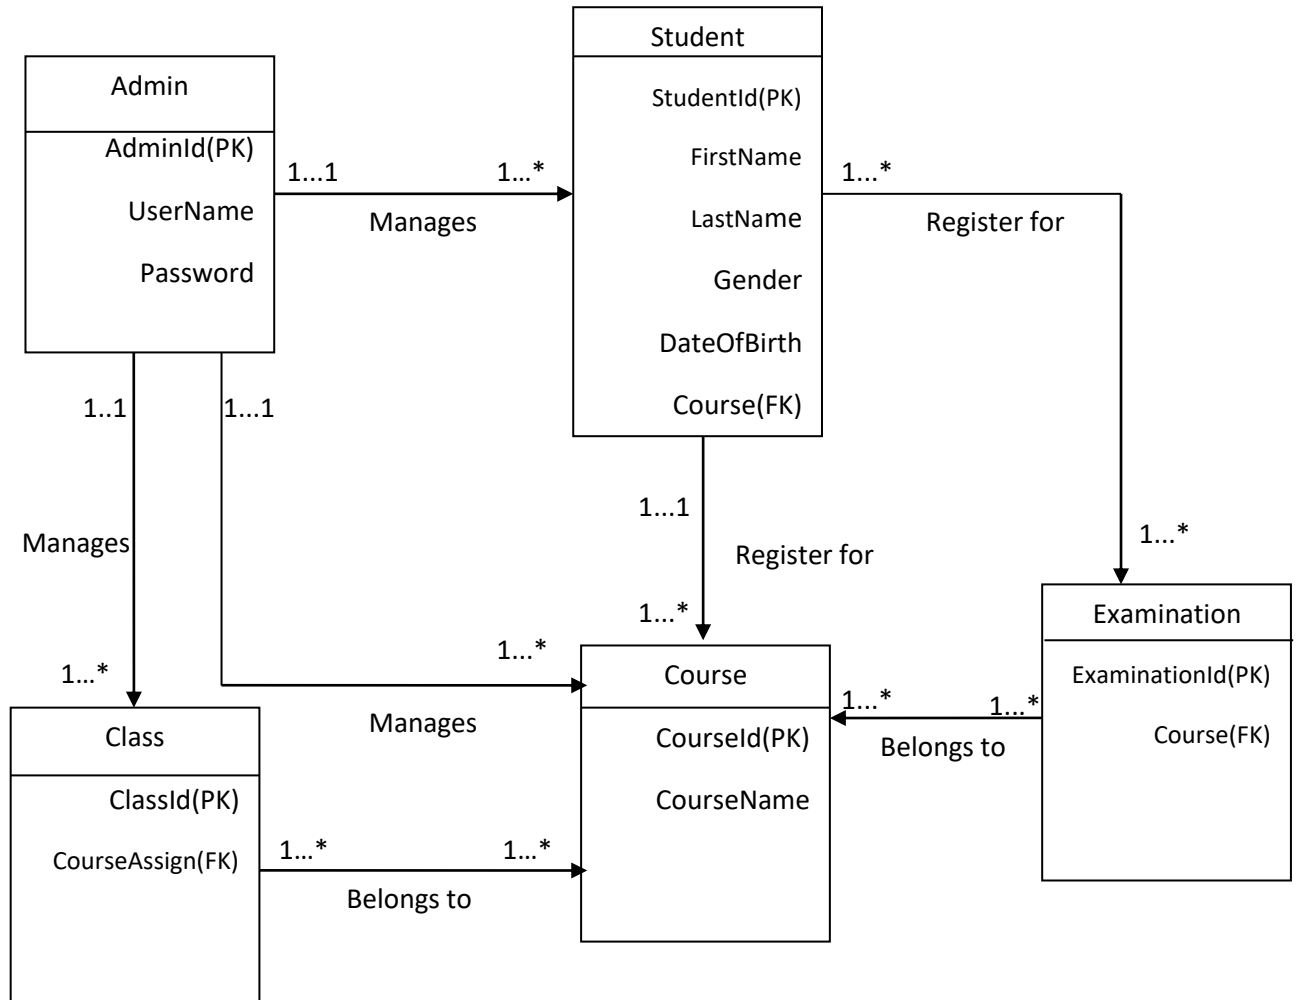 Student
Admin
StudentId(PK)
AdminId(PK)
FirstName
1...1
1...*
1...*
UserName
LastName
Manages
Register for
Password
Gender
DateOfBirth
Course(FK)
1..1
1...1
1...1
Manages
1...*
Register for
1...*
Examination
1...*
1...*
Course
ExaminationId(PK)
1...*
1...*
Manages
Class
CourseId(PK)
Belongs to
Course(FK)
ClassId(PK)
CourseName
CourseAssign(FK)
1...*
1...*
Belongs to